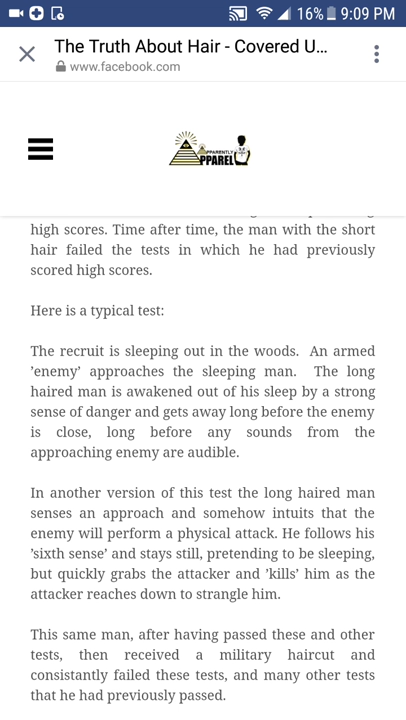 16% 9:09 PM
The Truth About Hair - Covered U...
www.facebook.com
APPARENTLY
APPAREL
high scores. Time after time, the man with the short
hair failed the tests in which he had previously
scored high scores.
Here is a typical test:
The recruit is sleeping out in the woods. An armed
’enemy’ approaches the sleeping man. The long
haired man is awakened out of his sleep by a strong
sense of danger and gets away long before the enemy
is close, long before any sounds from the
approaching enemy are audible.
In another version of this test the long haired man
senses an approach and somehow intuits that the
enemy will perform a physical attack. He follows his
’sixth sense’ and stays still, pretending to be sleeping,
but quickly grabs the attacker and ’kills’ him as the
attacker reaches down to strangle him.
This same man, after having passed these and other
tests, then received a military haircut and
consistantly failed these tests, and many other tests
that he had previously passed.